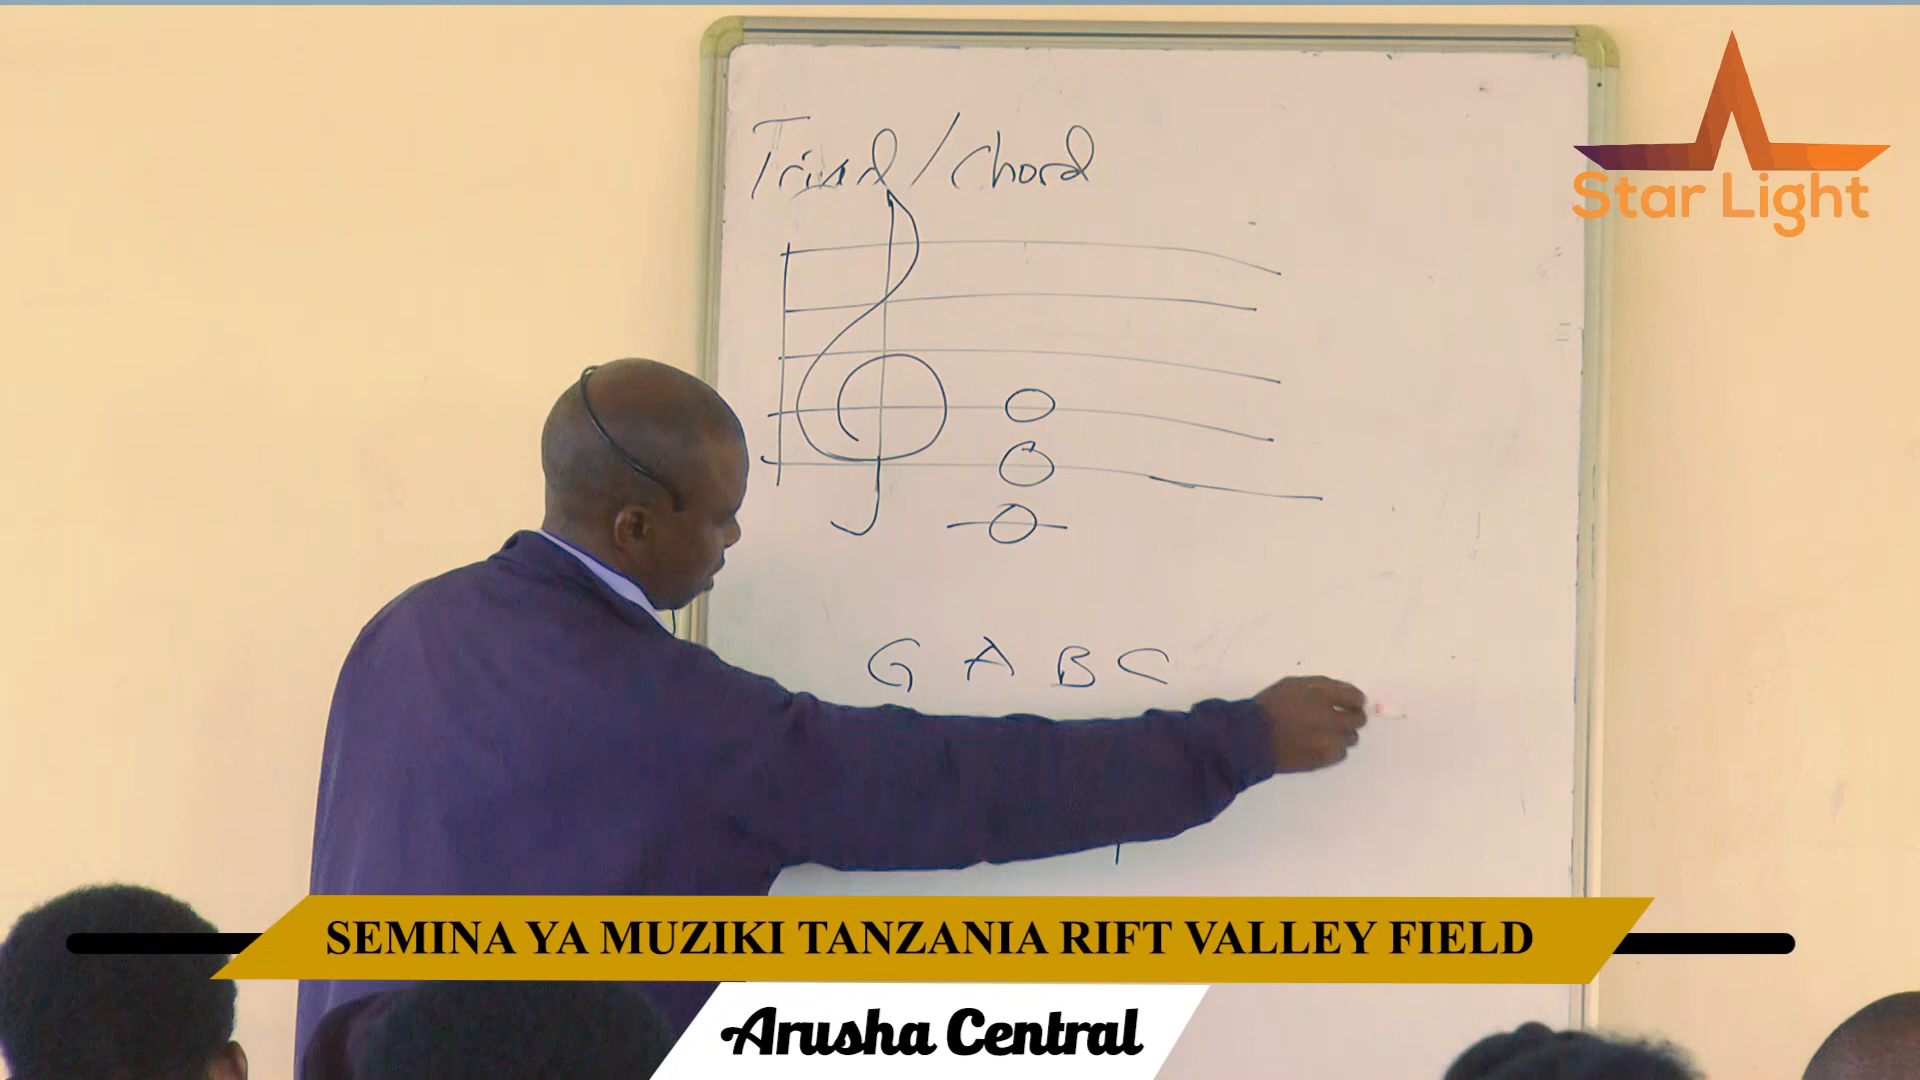 Triad/Chord
Star Light
G A B C
SEMINA YA MUZIKI TANZANIA RIFT VALLEY FIELD
Arusha Central